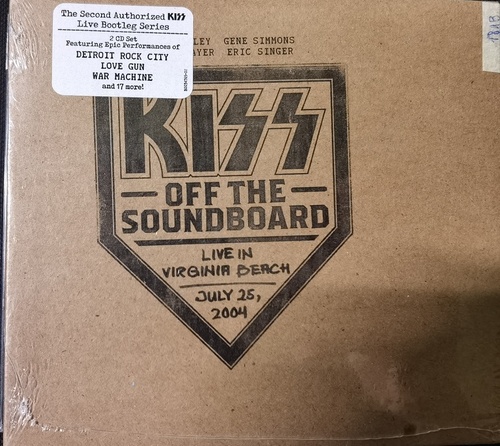 The Second Authorized KISS
Live Bootleg Series
2 CD Set
Featuring Epic Performances of
DETROIT ROCK CITY
LOVE GUN
WAR MACHINE
and 17 more!
LEY GENE SIMMONS
AYER ERIC SINGER
KISS
OFF THE
SOUNDBOARD
LIVE IN
VIRGINIA BEACH
JULY 25,
2004